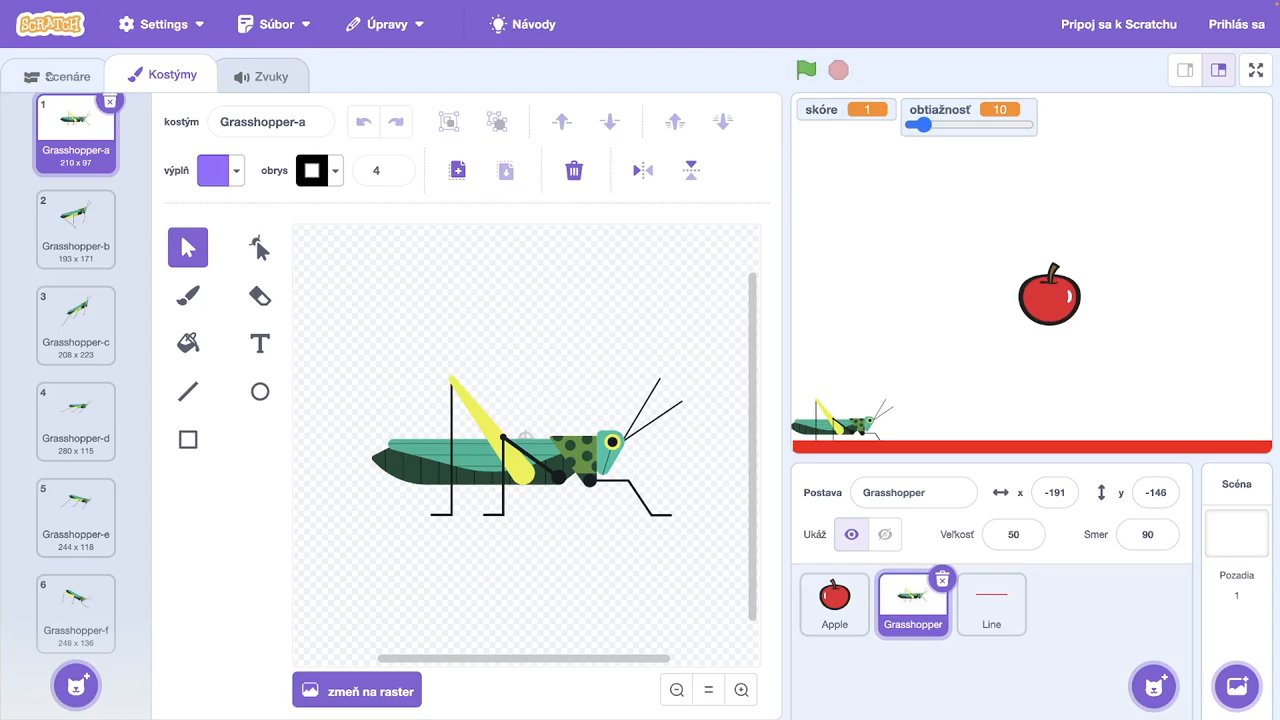 SCRATCH
Settings
Súbor
Úpravy
Návody
Pripoj sa k Scratchu
Prihlás sa
Scenáre
Kostýmy
Zvuky
1
Grasshopper-a
210 x 97
2
Grasshopper-b
193 x 171
3
Grasshopper-c
208 x 223
4
Grasshopper-d
280 x 115
5
Grasshopper-e
244 x 118
6
Grasshopper-f
248 x 136
kostým
Grasshopper-a
výplň
obrys
4
zmeň na raster
skóre 1
obtiažnosť 10
Postava
Grasshopper
x
-191
y
-146
Ukáž
Veľkosť
50
Smer
90
Apple
Grasshopper
Line
Scéna
Pozadia
1